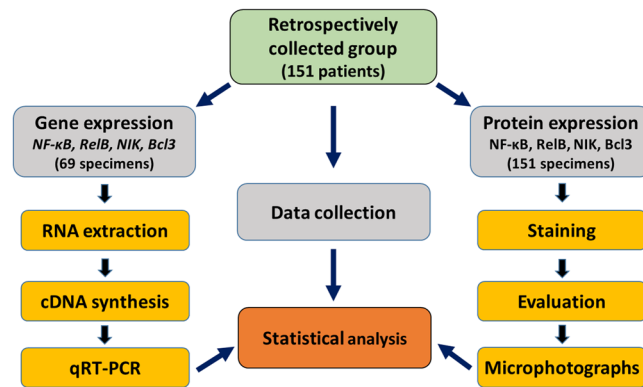 Retrospectively
collected group
(151 patients)
Gene expression
NF-κB, RelB, NIK, Bcl3
(69 specimens)
RNA extraction
cDNA synthesis
qRT-PCR
Data collection
Statistical analysis
Protein expression
NF-κB, RelB, NIK, Bcl3
(151 specimens)
Staining
Evaluation
Microphotographs